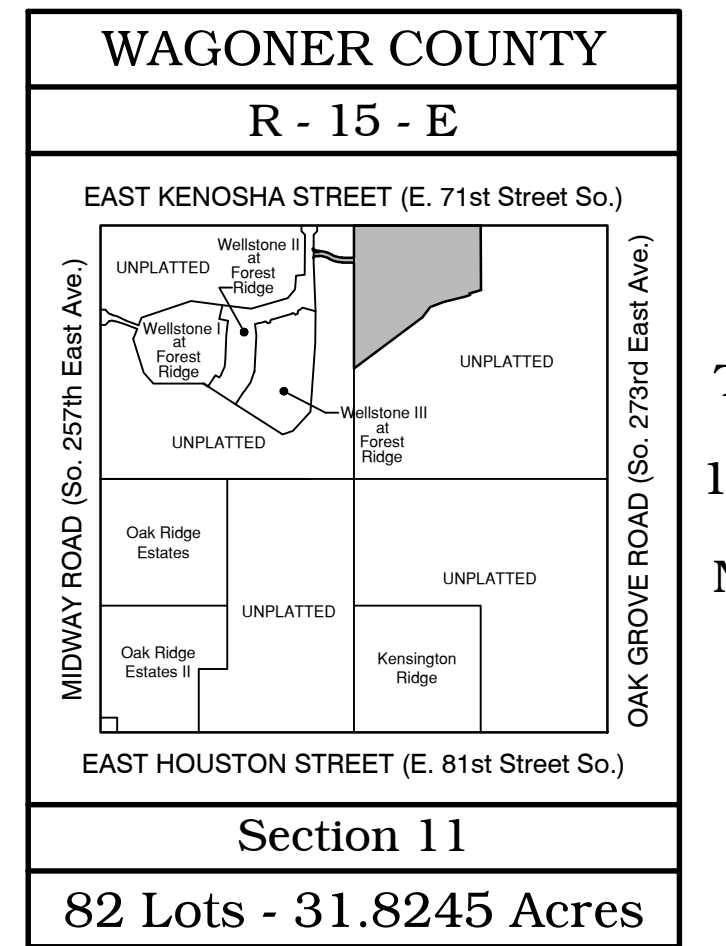 WAGONER COUNTY
R - 15 - E
EAST KENOSHA STREET (E. 71st Street So.)
MIDWAY ROAD (So. 257th East Ave.)
OAK GROVE ROAD (So. 273rd East Ave.)
UNPLATTED
Wellstone II
at
Forest
Ridge
Wellstone I
at
Forest
Ridge
UNPLATTED
UNPLATTED
Wellstone III
at
Forest
Ridge
Oak Ridge
Estates
UNPLATTED
UNPLATTED
Oak Ridge
Estates II
Kensington
Ridge
EAST HOUSTON STREET (E. 81st Street So.)
Section 11
82 Lots - 31.8245 Acres